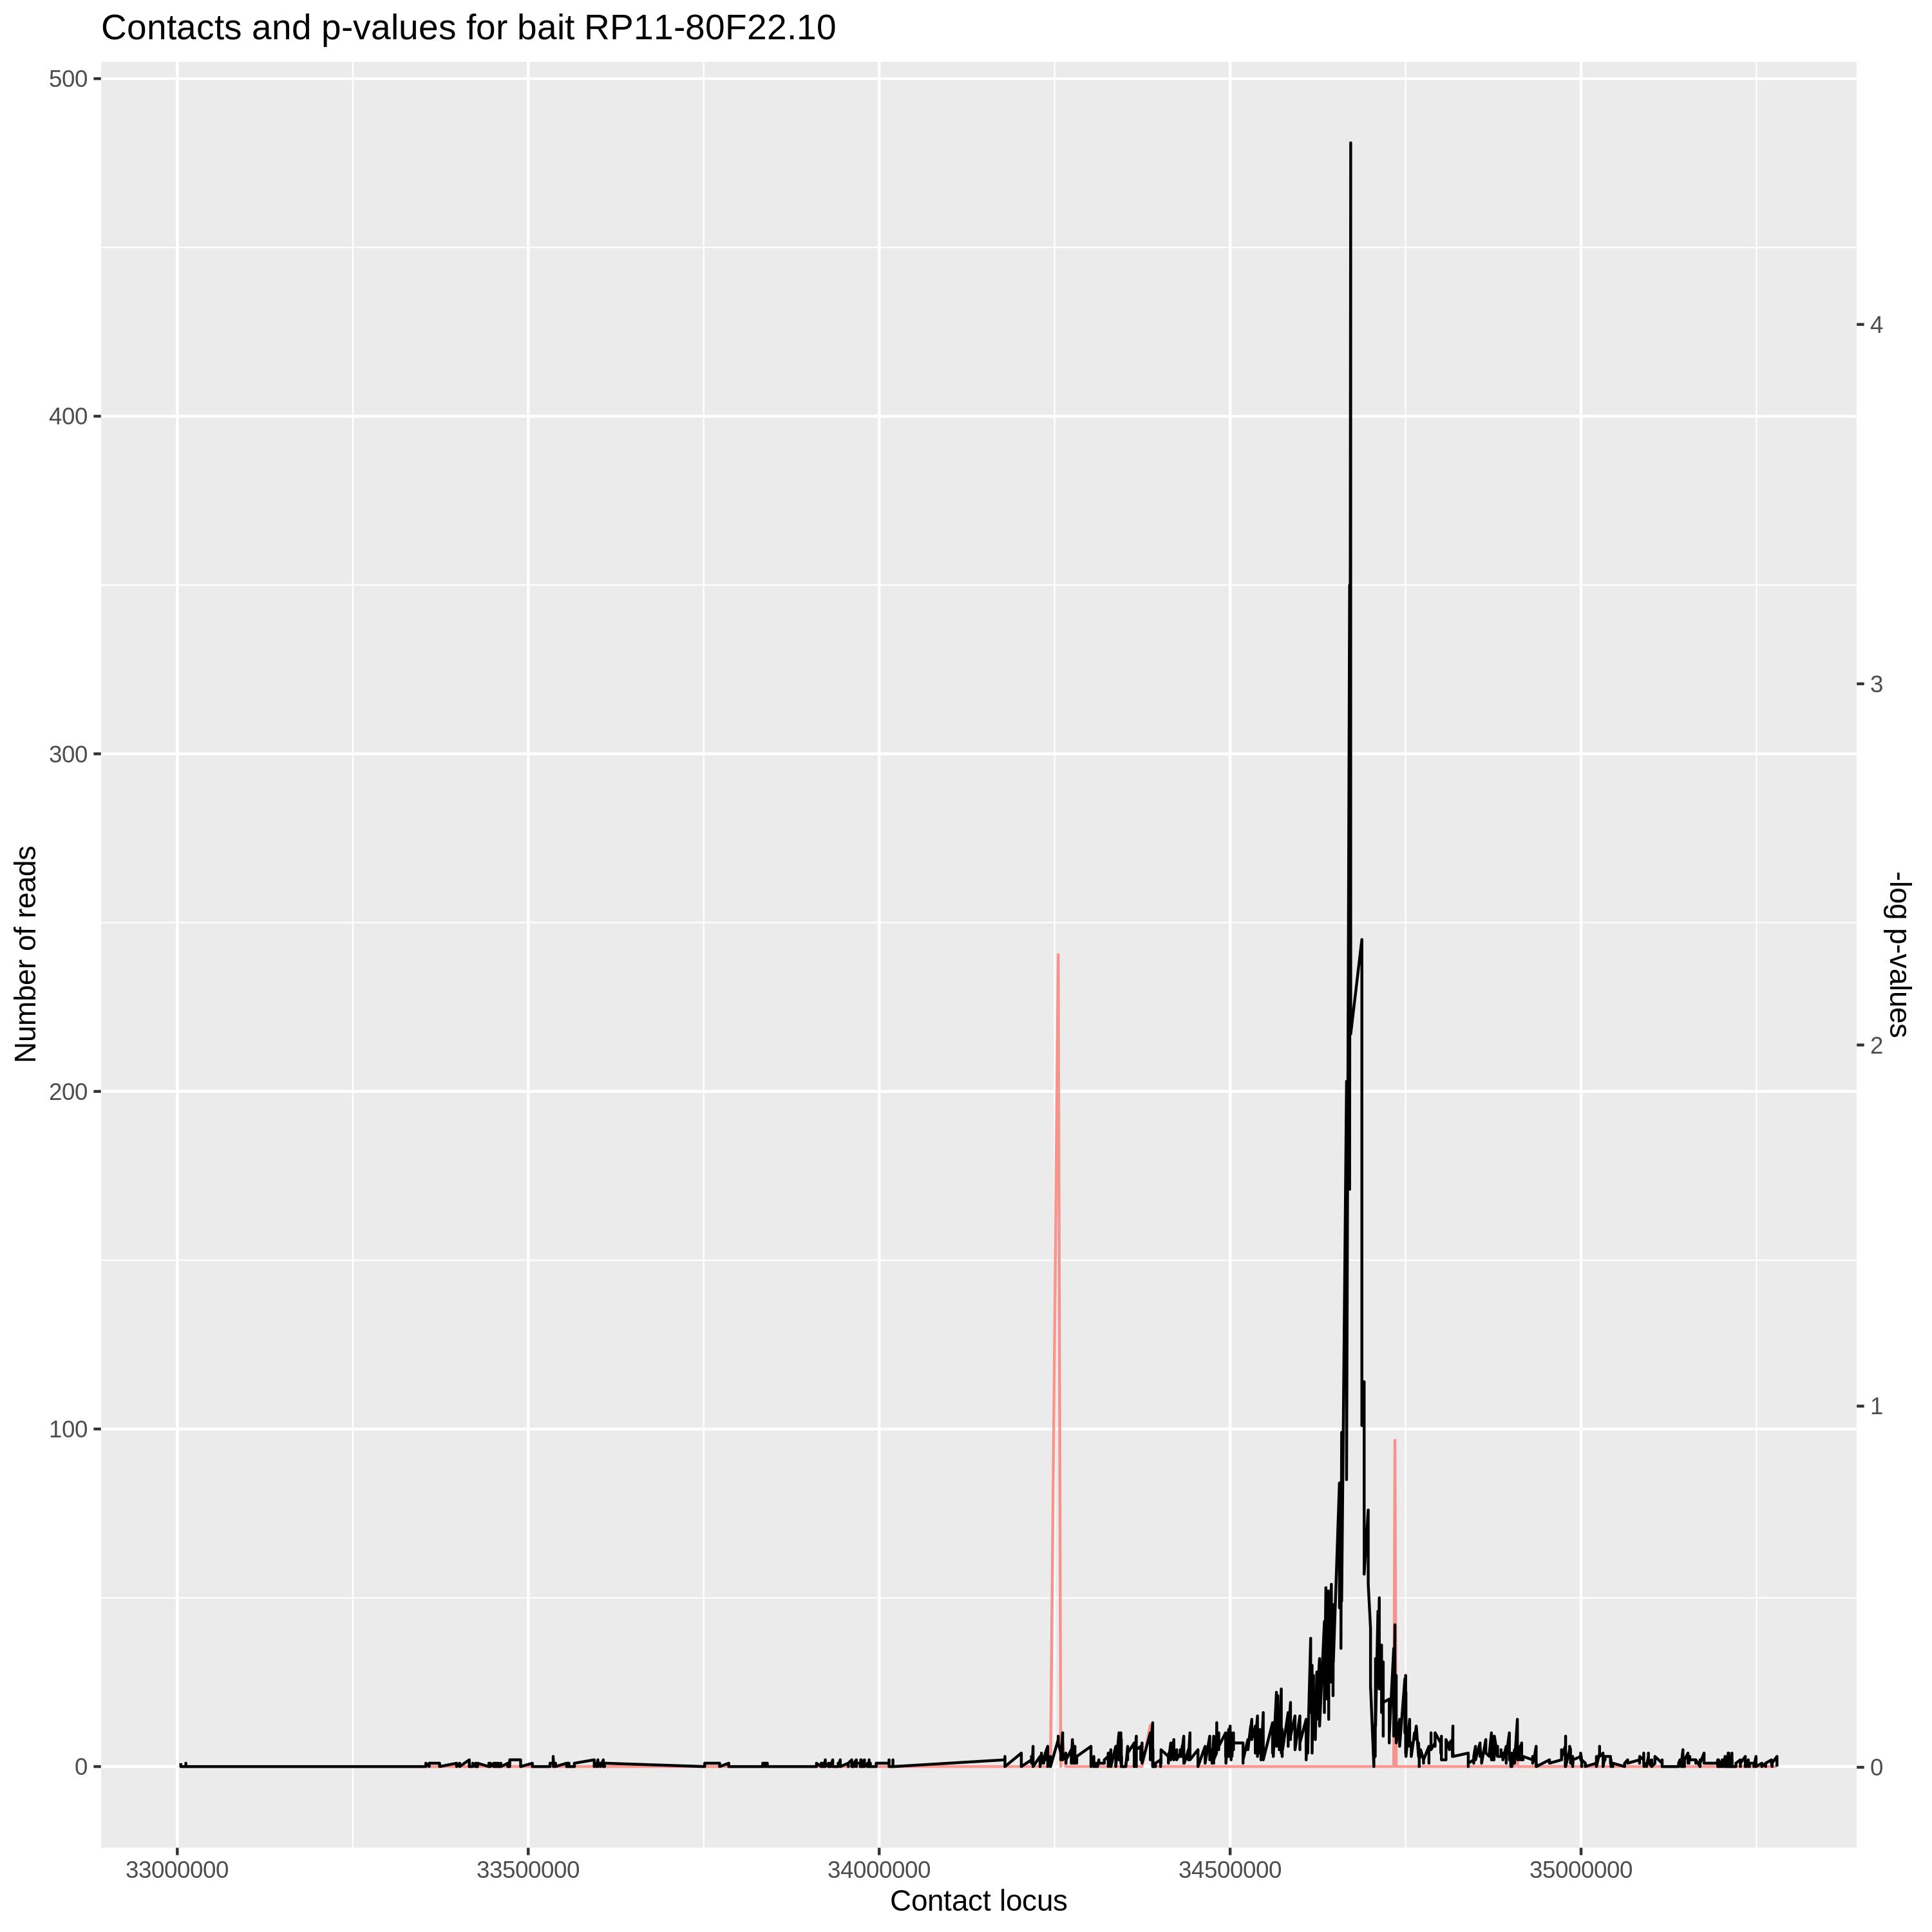 Contacts and p-values for bait RP11-80F22.10
500
400
300
200
100
0
Number of reads
4
3
2
1
0
-log p-values
33000000 33500000 34000000 34500000 35000000
Contact locus